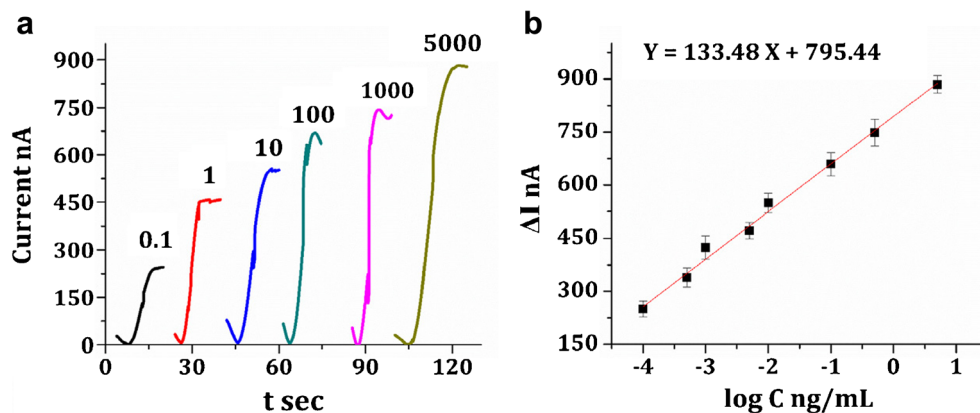 a
Current nA
900
750
600
450
300
150
0
0.1
1
10
100
1000
5000
0 30 60 90 120
t sec
b
Y = 133.48 X + 795.44
ΔI nA
900
750
600
450
300
150
-4 -3 -2 -1 0 1
log C ng/mL